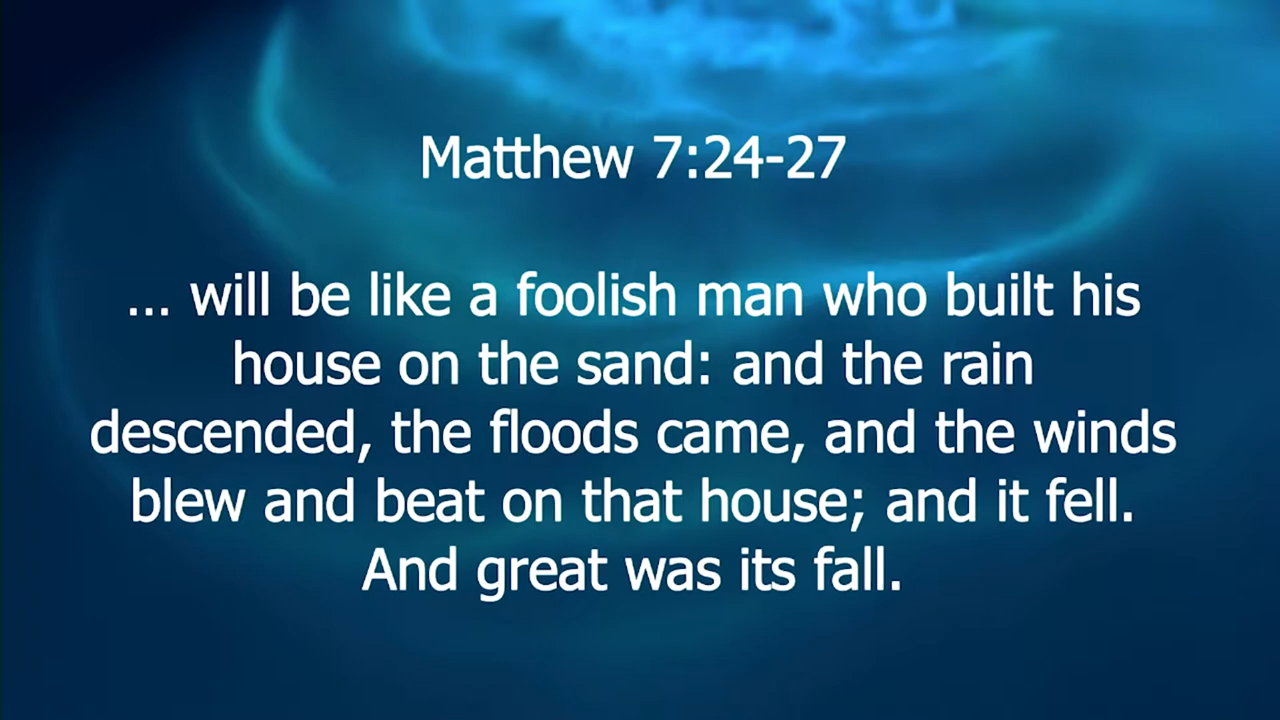 Matthew 7:24-27
... will be like a foolish man who built his
house on the sand: and the rain
descended, the floods came, and the winds
blew and beat on that house; and it fell.
And great was its fall.